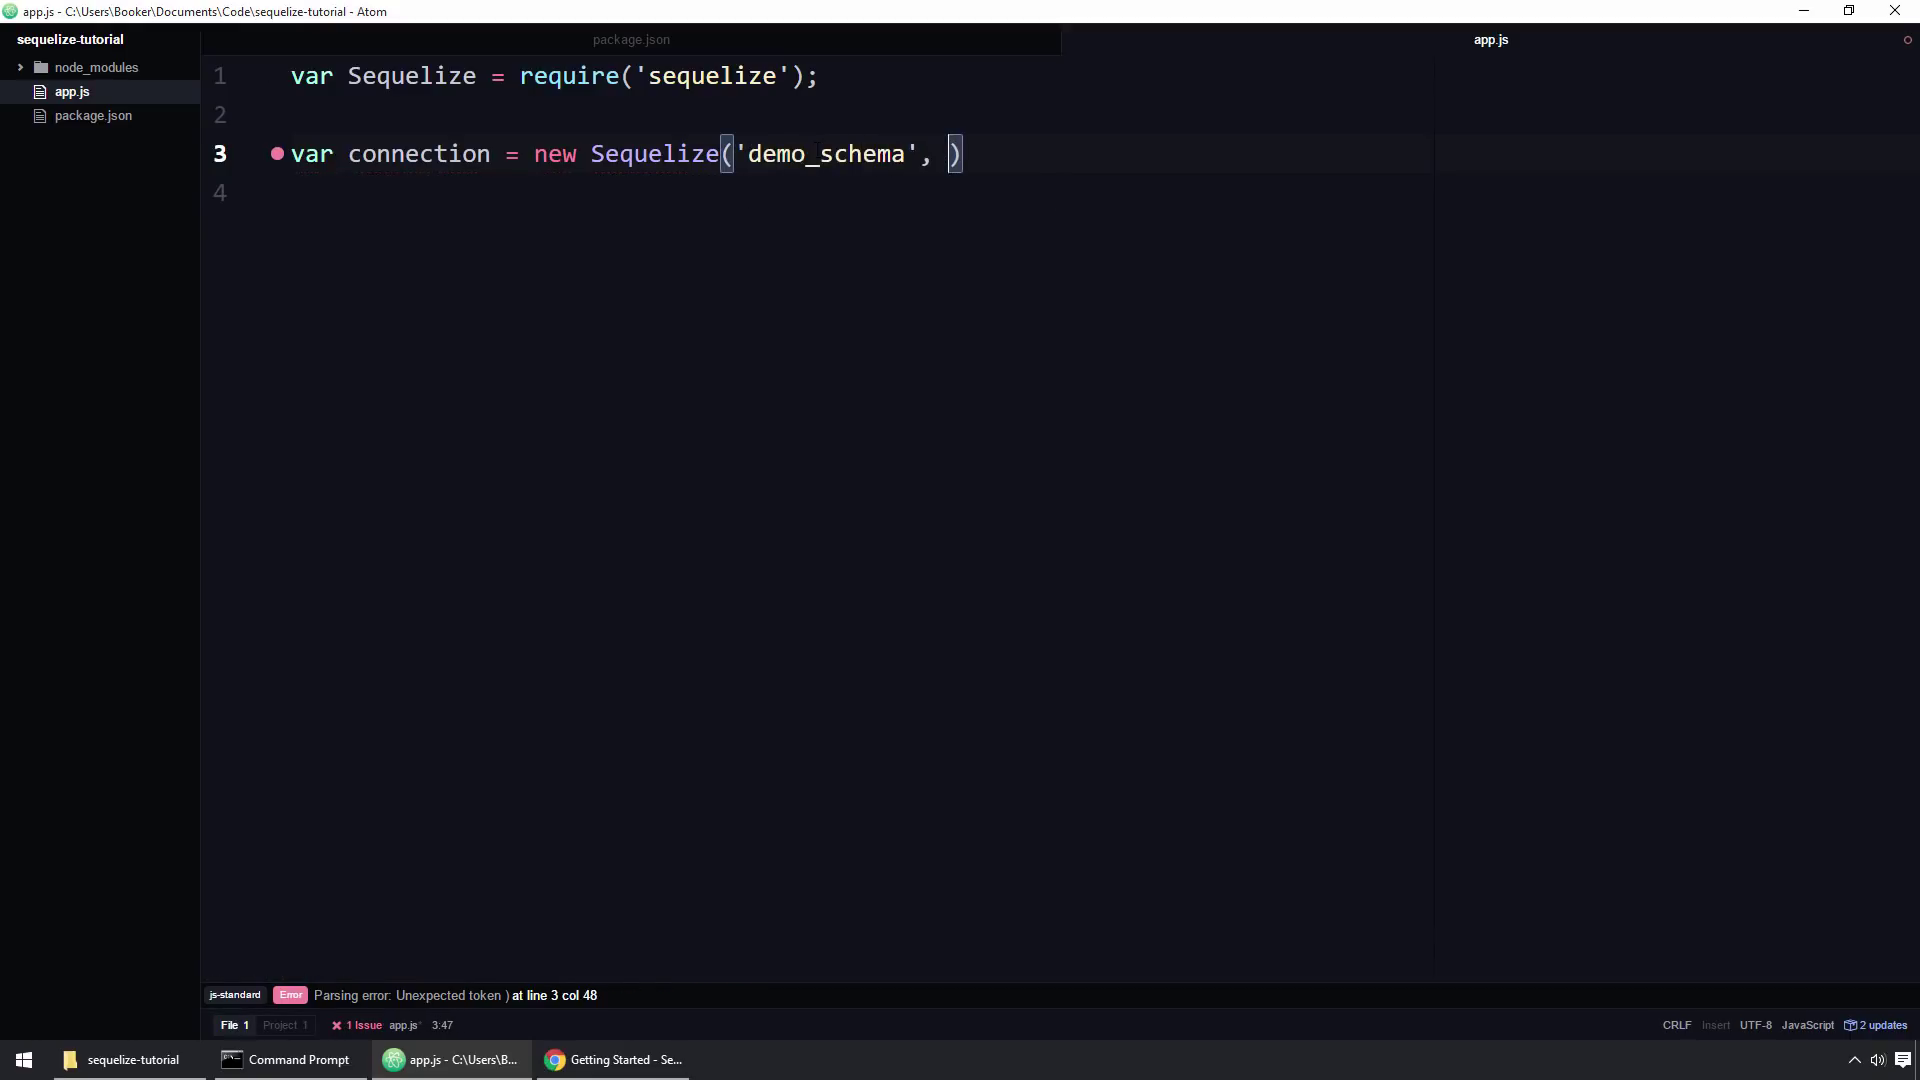 app.js - C:\Users\Booker\Documents\Code\sequelize-tutorial - Atom
sequelize-tutorial
node_modules
app.js
package.json
package.json
app.js
1 var Sequelize = require('sequelize');
2
3 var connection = new Sequelize('demo_schema', )
4
js-standard Error Parsing error: Unexpected token ) at line 3 col 48
File 1 Project 1 1 Issue app.js* 3:47 CRLF Insert UTF-8 JavaScript 2 updates
sequelize-tutorial Command Prompt app.js - C:\Users\B... Getting Started - Se...